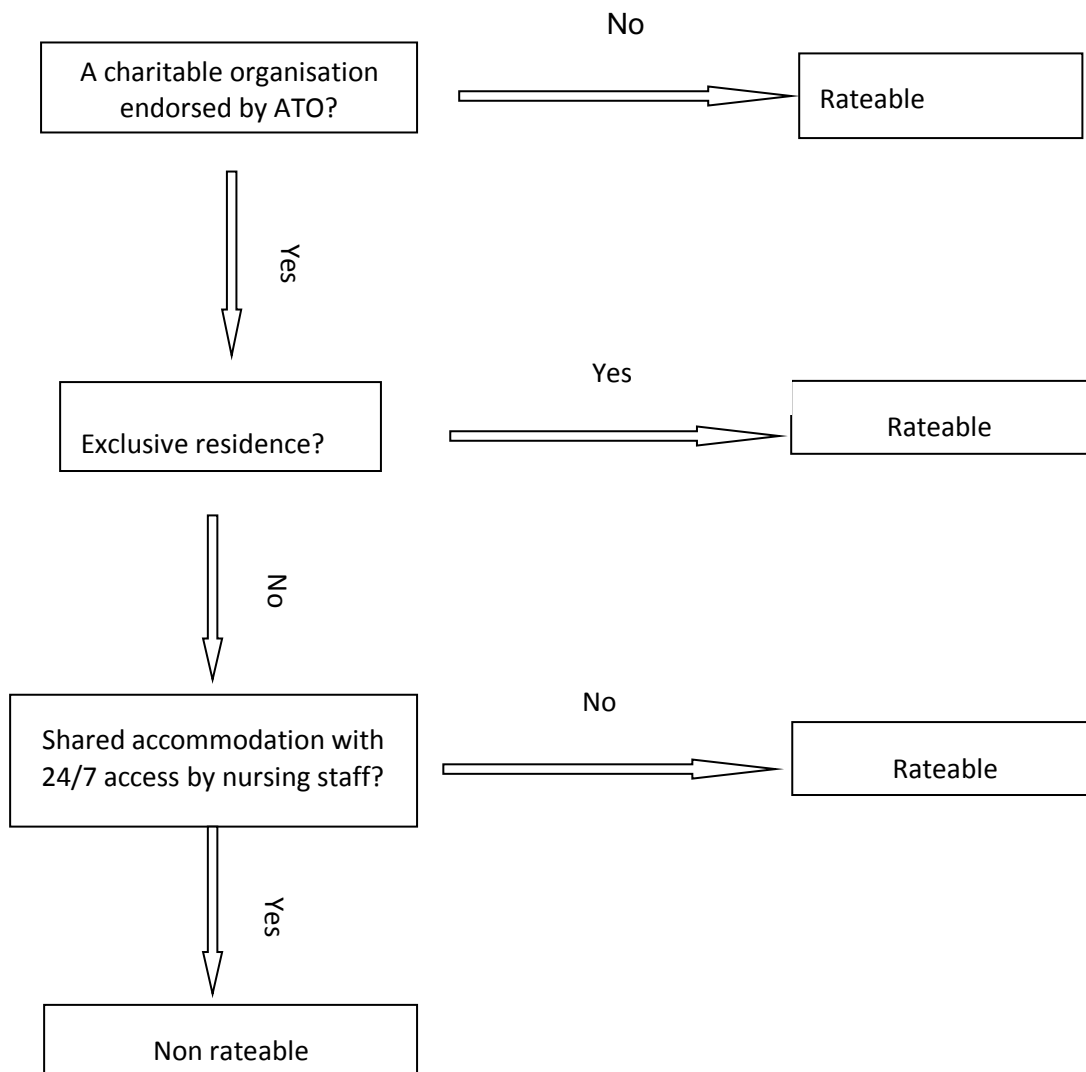 No
A charitable organisation
endorsed by ATO?
Rateable
Yes
Yes
Exclusive residence?
Rateable
No
No
Shared accommodation with
24/7 access by nursing staff?
Rateable
Yes
Non rateable